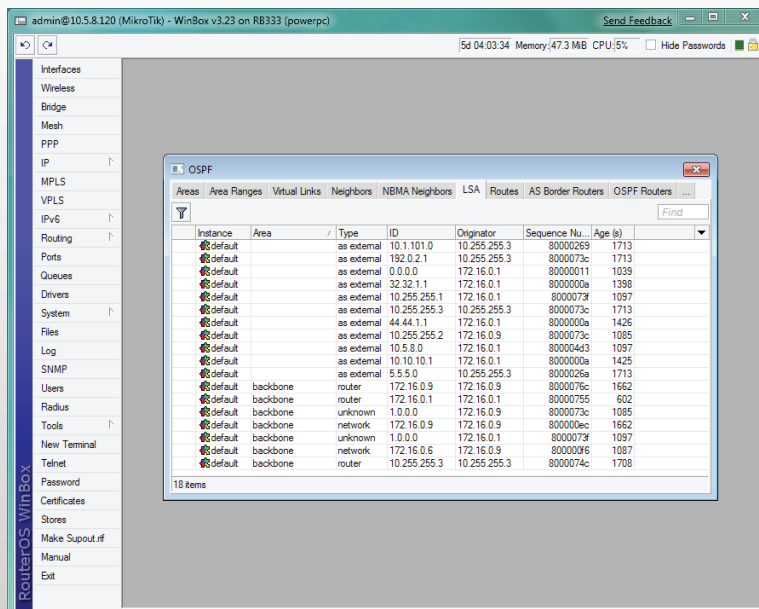 admin@10.5.8.120 (MikroTik) - WinBox v3.23 on RB333 (powerpc) Send Feedback
5d 04:03:34 Memory: 47.3 MiB CPU: 5% Hide Passwords
Interfaces
Wireless
Bridge
Mesh
PPP
IP
MPLS
VPLS
IPv6
Routing
Ports
Queues
Drivers
System
Files
Log
SNMP
Users
Radius
Tools
New Terminal
Telnet
Password
Certificates
Stores
Make Supout.rif
Manual
Exit
RouterOS WinBox
OSPF
Areas Area Ranges Virtual Links Neighbors NBMA Neighbors LSA Routes AS Border Routers OSPF Routers ...
Find
Instance Area / Type ID Originator Sequence Nu... Age (s)
default as external 10.1.101.0 10.255.255.3 80000269 1713
default as external 192.0.2.1 10.255.255.3 8000073c 1713
default as external 0.0.0.0 172.16.0.1 80000011 1039
default as external 32.32.1.1 172.16.0.1 8000000a 1398
default as external 10.255.255.1 172.16.0.1 8000073f 1097
default as external 10.255.255.3 10.255.255.3 8000073c 1713
default as external 44.44.1.1 172.16.0.1 8000000a 1426
default as external 10.255.255.2 172.16.0.9 8000073c 1085
default as external 10.5.8.0 172.16.0.1 800004d3 1097
default as external 10.10.10.1 172.16.0.1 8000000a 1425
default as external 5.5.5.0 10.255.255.3 8000026a 1713
default backbone router 172.16.0.9 172.16.0.9 8000076c 1662
default backbone router 172.16.0.1 172.16.0.1 80000755 602
default backbone unknown 1.0.0.0 172.16.0.9 8000073c 1085
default backbone network 172.16.0.9 172.16.0.9 800000ec 1662
default backbone unknown 1.0.0.0 172.16.0.1 8000073f 1097
default backbone network 172.16.0.6 172.16.0.9 800000f6 1087
default backbone router 10.255.255.3 10.255.255.3 8000074c 1708
18 items